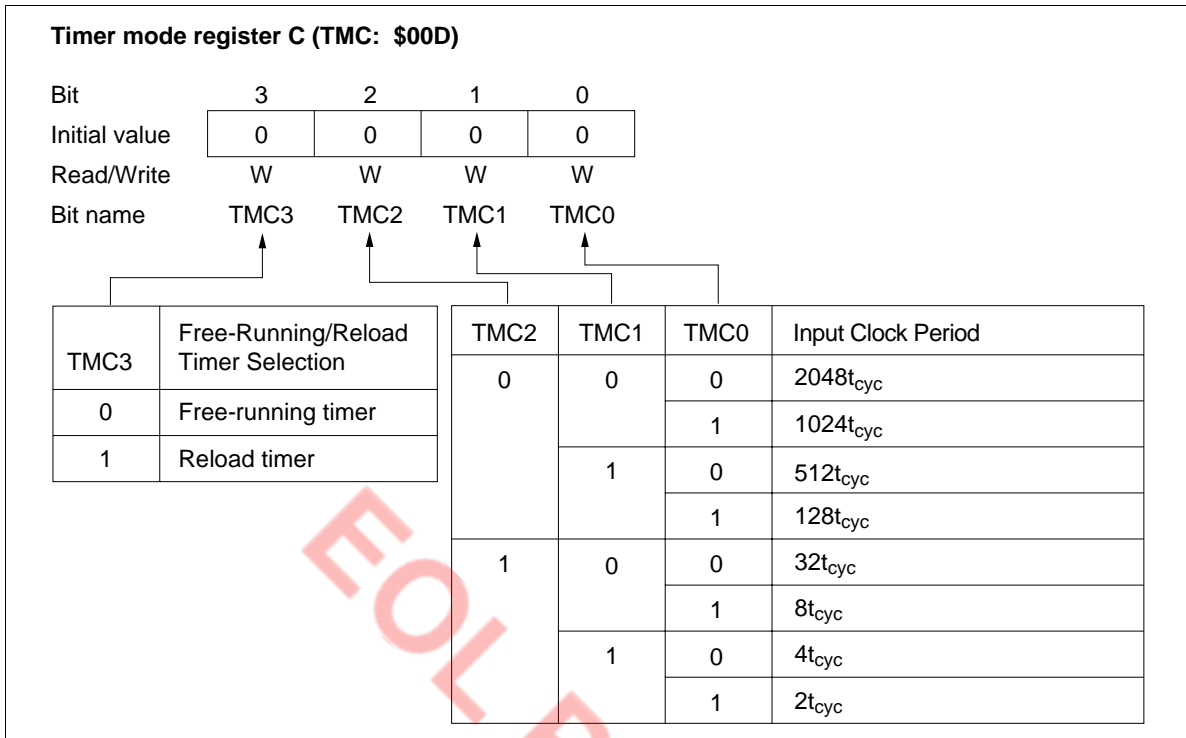 Timer mode register C (TMC: $00D)
Bit 3 2 1 0
Initial value 0 0 0 0
Read/Write W W W W
Bit name TMC3 TMC2 TMC1 TMC0
TMC3 Free-Running/Reload
Timer Selection
0 Free-running timer
1 Reload timer
TMC2 TMC1 TMC0 Input Clock Period
0 0 0 2048tcyc
1 1024tcyc
1 0 512tcyc
1 128tcyc
1 0 0 32tcyc
1 8tcyc
1 0 4tcyc
1 2tcyc
EOL